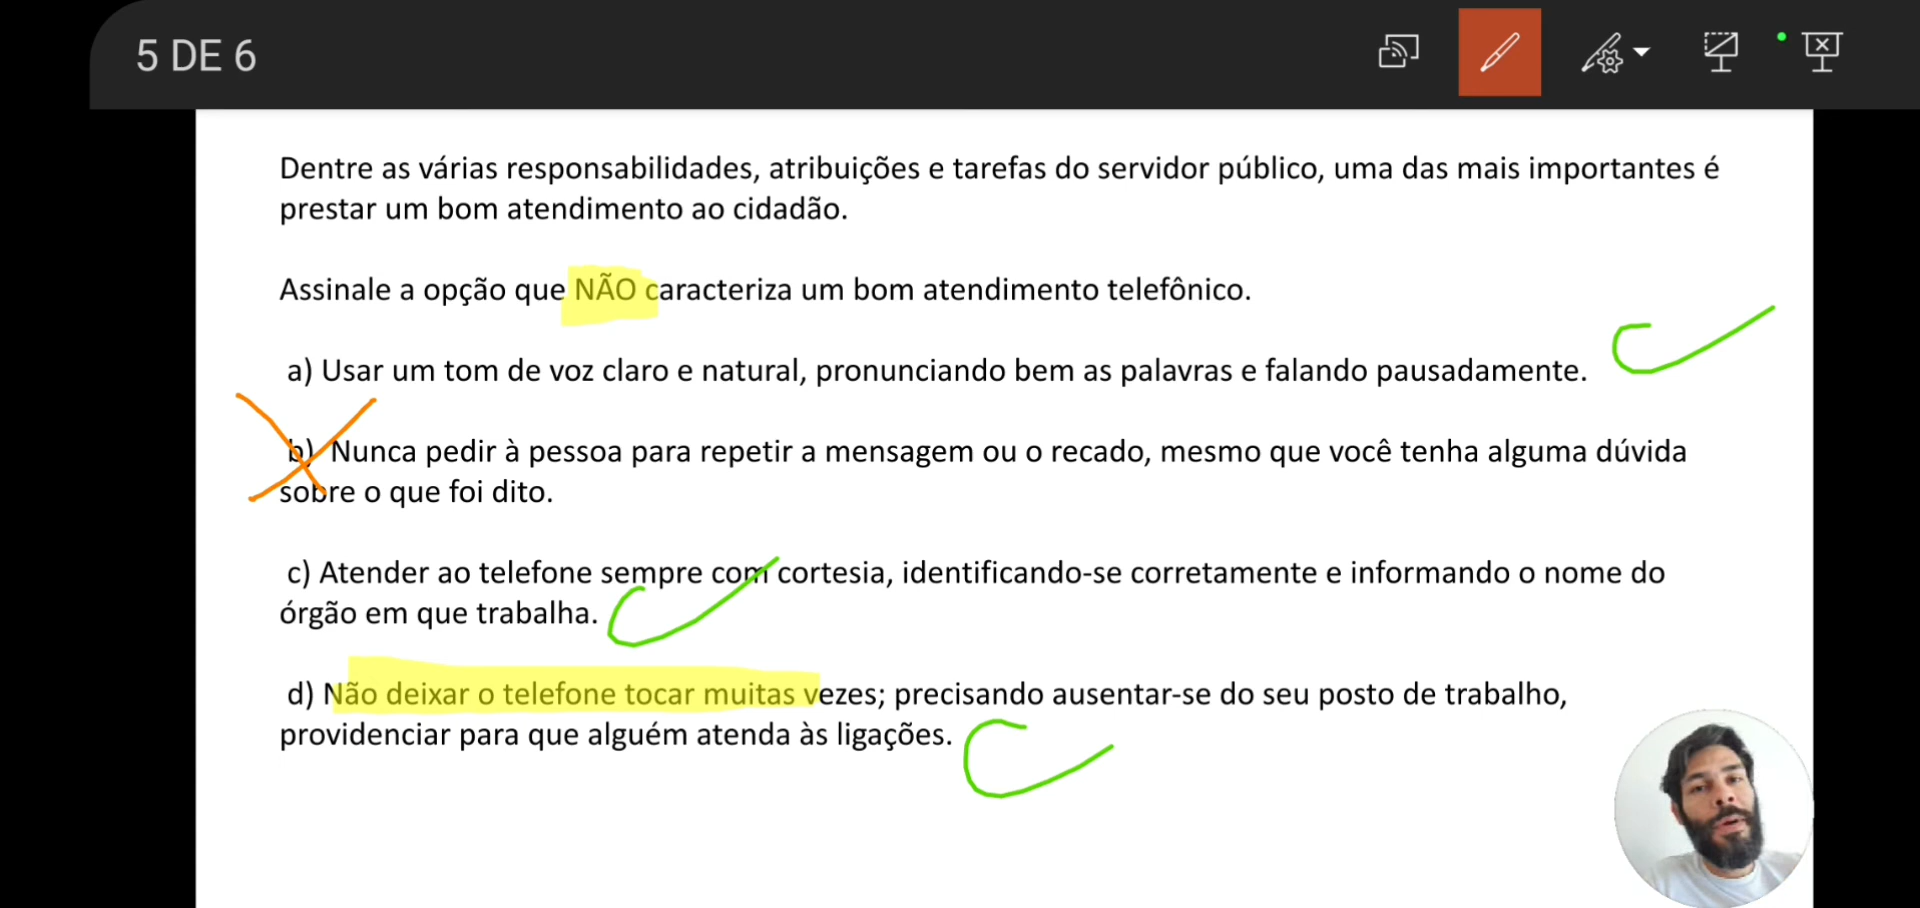 5 DE 6
Dentre as várias responsabilidades, atribuições e tarefas do servidor público, uma das mais importantes é
prestar um bom atendimento ao cidadão.
Assinale a opção que NÃO caracteriza um bom atendimento telefônico.
a) Usar um tom de voz claro e natural, pronunciando bem as palavras e falando pausadamente.
b) Nunca pedir à pessoa para repetir a mensagem ou o recado, mesmo que você tenha alguma dúvida
sobre o que foi dito.
c) Atender ao telefone sempre com cortesia, identificando-se corretamente e informando o nome do
órgão em que trabalha.
d) Não deixar o telefone tocar muitas vezes; precisando ausentar-se do seu posto de trabalho,
providenciar para que alguém atenda às ligações.